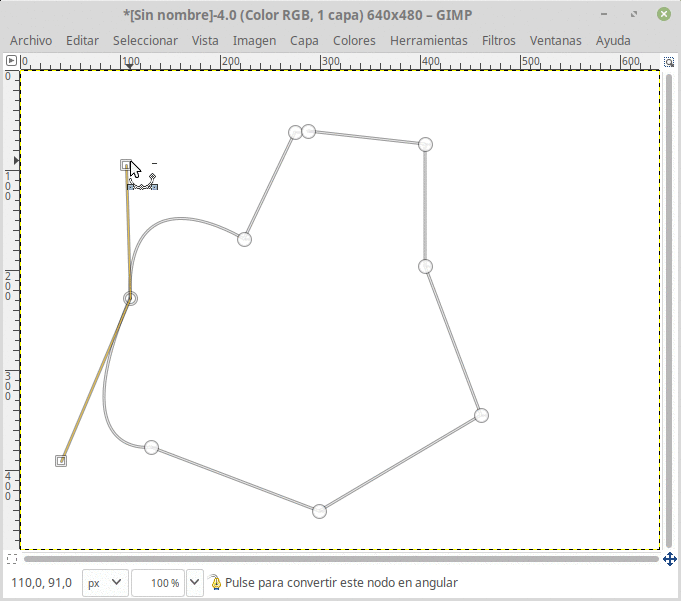 *[Sin nombre]-4.0 (Color RGB, 1 capa) 640x480 – GIMP
Archivo Editar Seleccionar Vista Imagen Capa Colores Herramientas Filtros Ventanas Ayuda
0 100 200 300 400 500 600
0
100
200
300
400
110,0, 91,0 px 100 % Pulse para convertir este nodo en angular